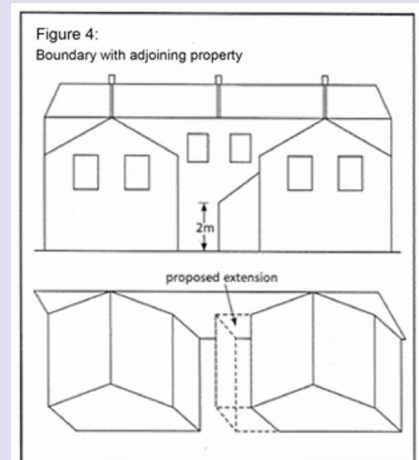 Figure 4:
Boundary with adjoining property
2m
proposed extension